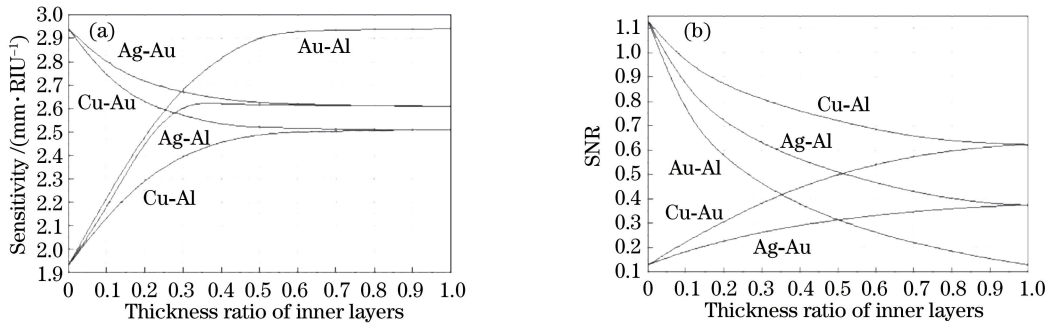 (a)
Sensitivity /(mm·RIU⁻¹)
3.0
2.9
2.7
2.6
2.5
2.4
2.2
2.1
2.0
1.9
Ag-Au
Au-Al
Cu-Au
Ag-Al
Cu-Al
0 0.1 0.2 0.3 0.4 0.5 0.6 0.7 0.8 0.9 1.0
Thickness ratio of inner layers
(b)
SNR
1.1
0.9
0.8
0.7
0.6
0.5
0.4
0.3
0.2
0.1
Cu-Al
Ag-Al
Au-Al
Cu-Au
Ag-Au
0 0.1 0.2 0.3 0.4 0.5 0.6 0.7 0.8 0.9 1.0
Thickness ratio of inner layers